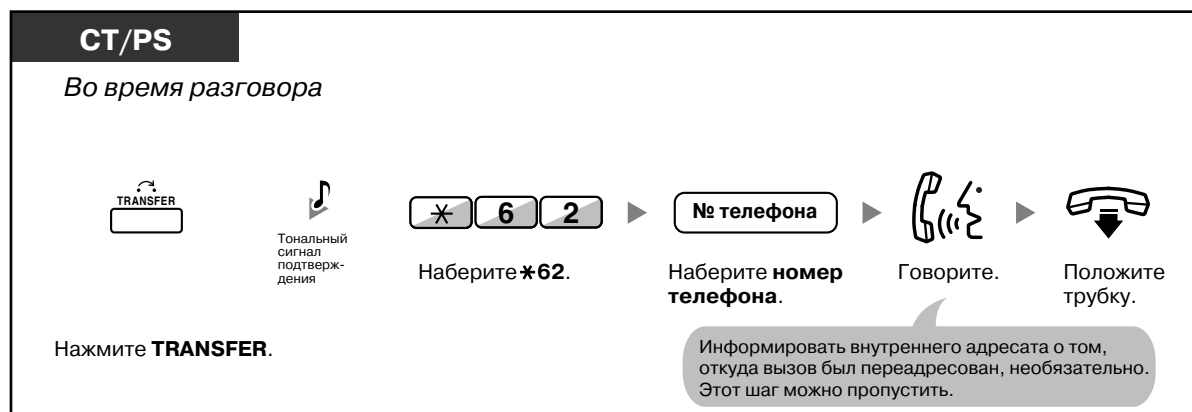 CT/PS
Во время разговора
TRANSFER
Тональный
сигнал
подтверж-
дения
* 6 2
№ телефона
Наберите *62.
Наберите номер
телефона.
Говорите.
Положите
трубку.
Нажмите TRANSFER.
Информировать внутреннего адресата о том,
откуда вызов был переадресован, необязательно.
Этот шаг можно пропустить.